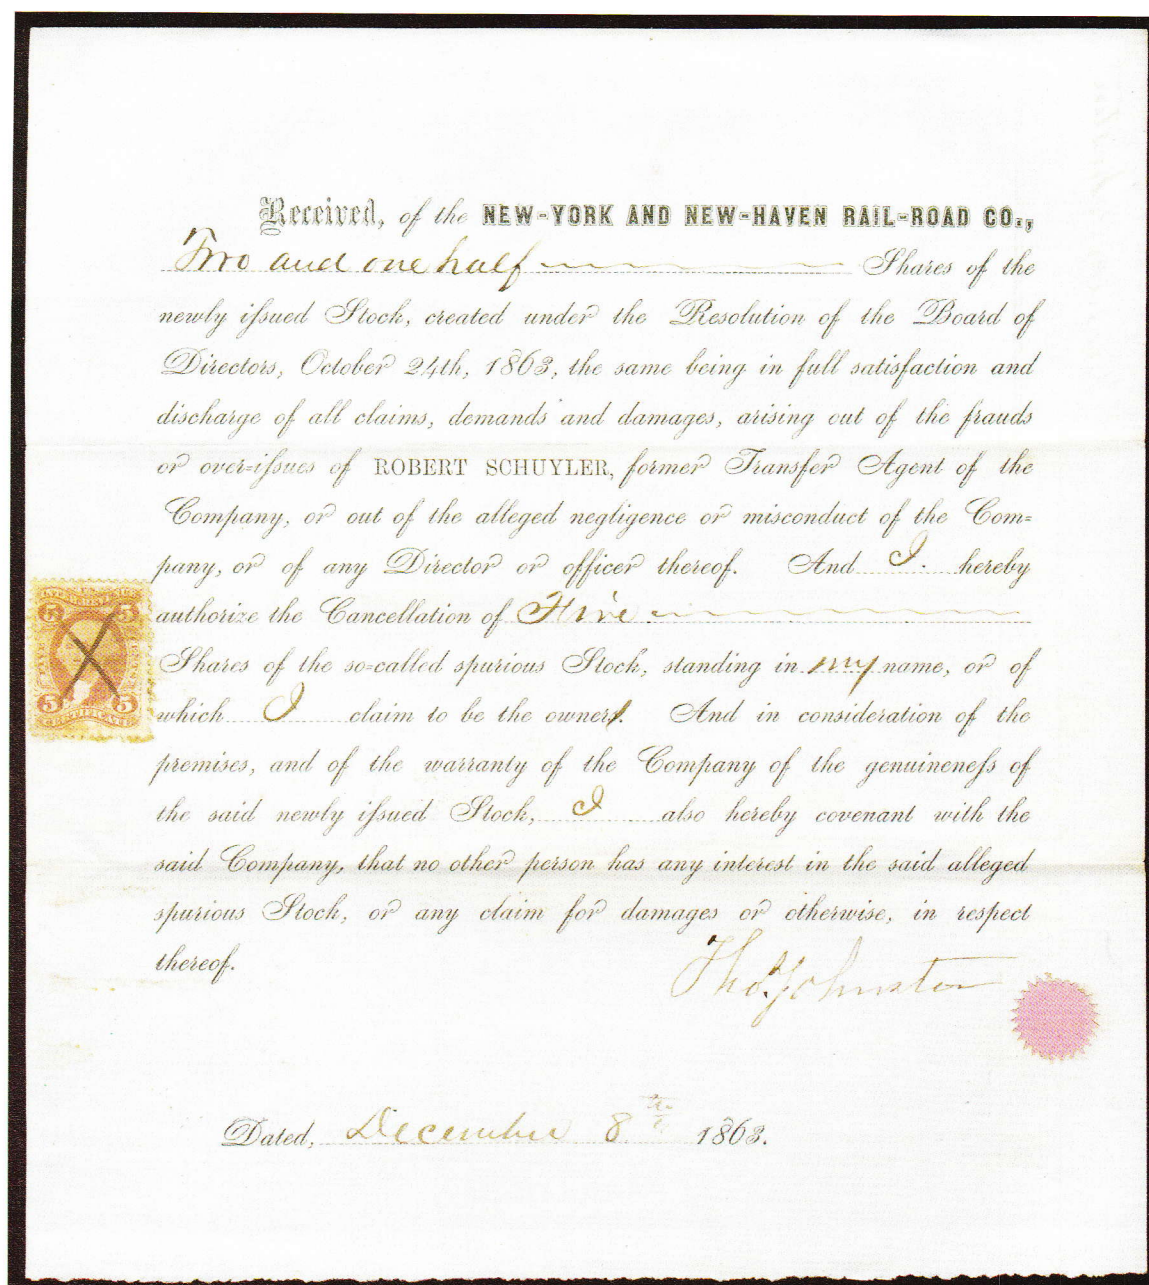 Received, of the NEW-YORK AND NEW-HAVEN RAIL-ROAD CO.,
Two and one half Shares of the
newly iſsued Stock, created under the Resolution of the Board of
Directors, October 24th, 1863, the same being in full satisfaction and
discharge of all claims, demands and damages, arising out of the frauds
or over=iſsues of ROBERT SCHUYLER, former Transfer Agent of the
Company, or out of the alleged negligence or misconduct of the Com=
pany, or of any Director or officer thereof. And I hereby
authorize the Cancellation of Five
Shares of the so=called spurious Stock, standing in my name, or of
which I claim to be the owner. And in consideration of the
premises, and of the warranty of the Company of the genuineneſs of
the said newly iſsued Stock, I also hereby covenant with the
said Company, that no other person has any interest in the said alleged
spurious Stock, or any claim for damages or otherwise, in respect
thereof.
Thos. Johnston
Dated, December 8th 1863.
5 5
5 5
CERTIFICATE